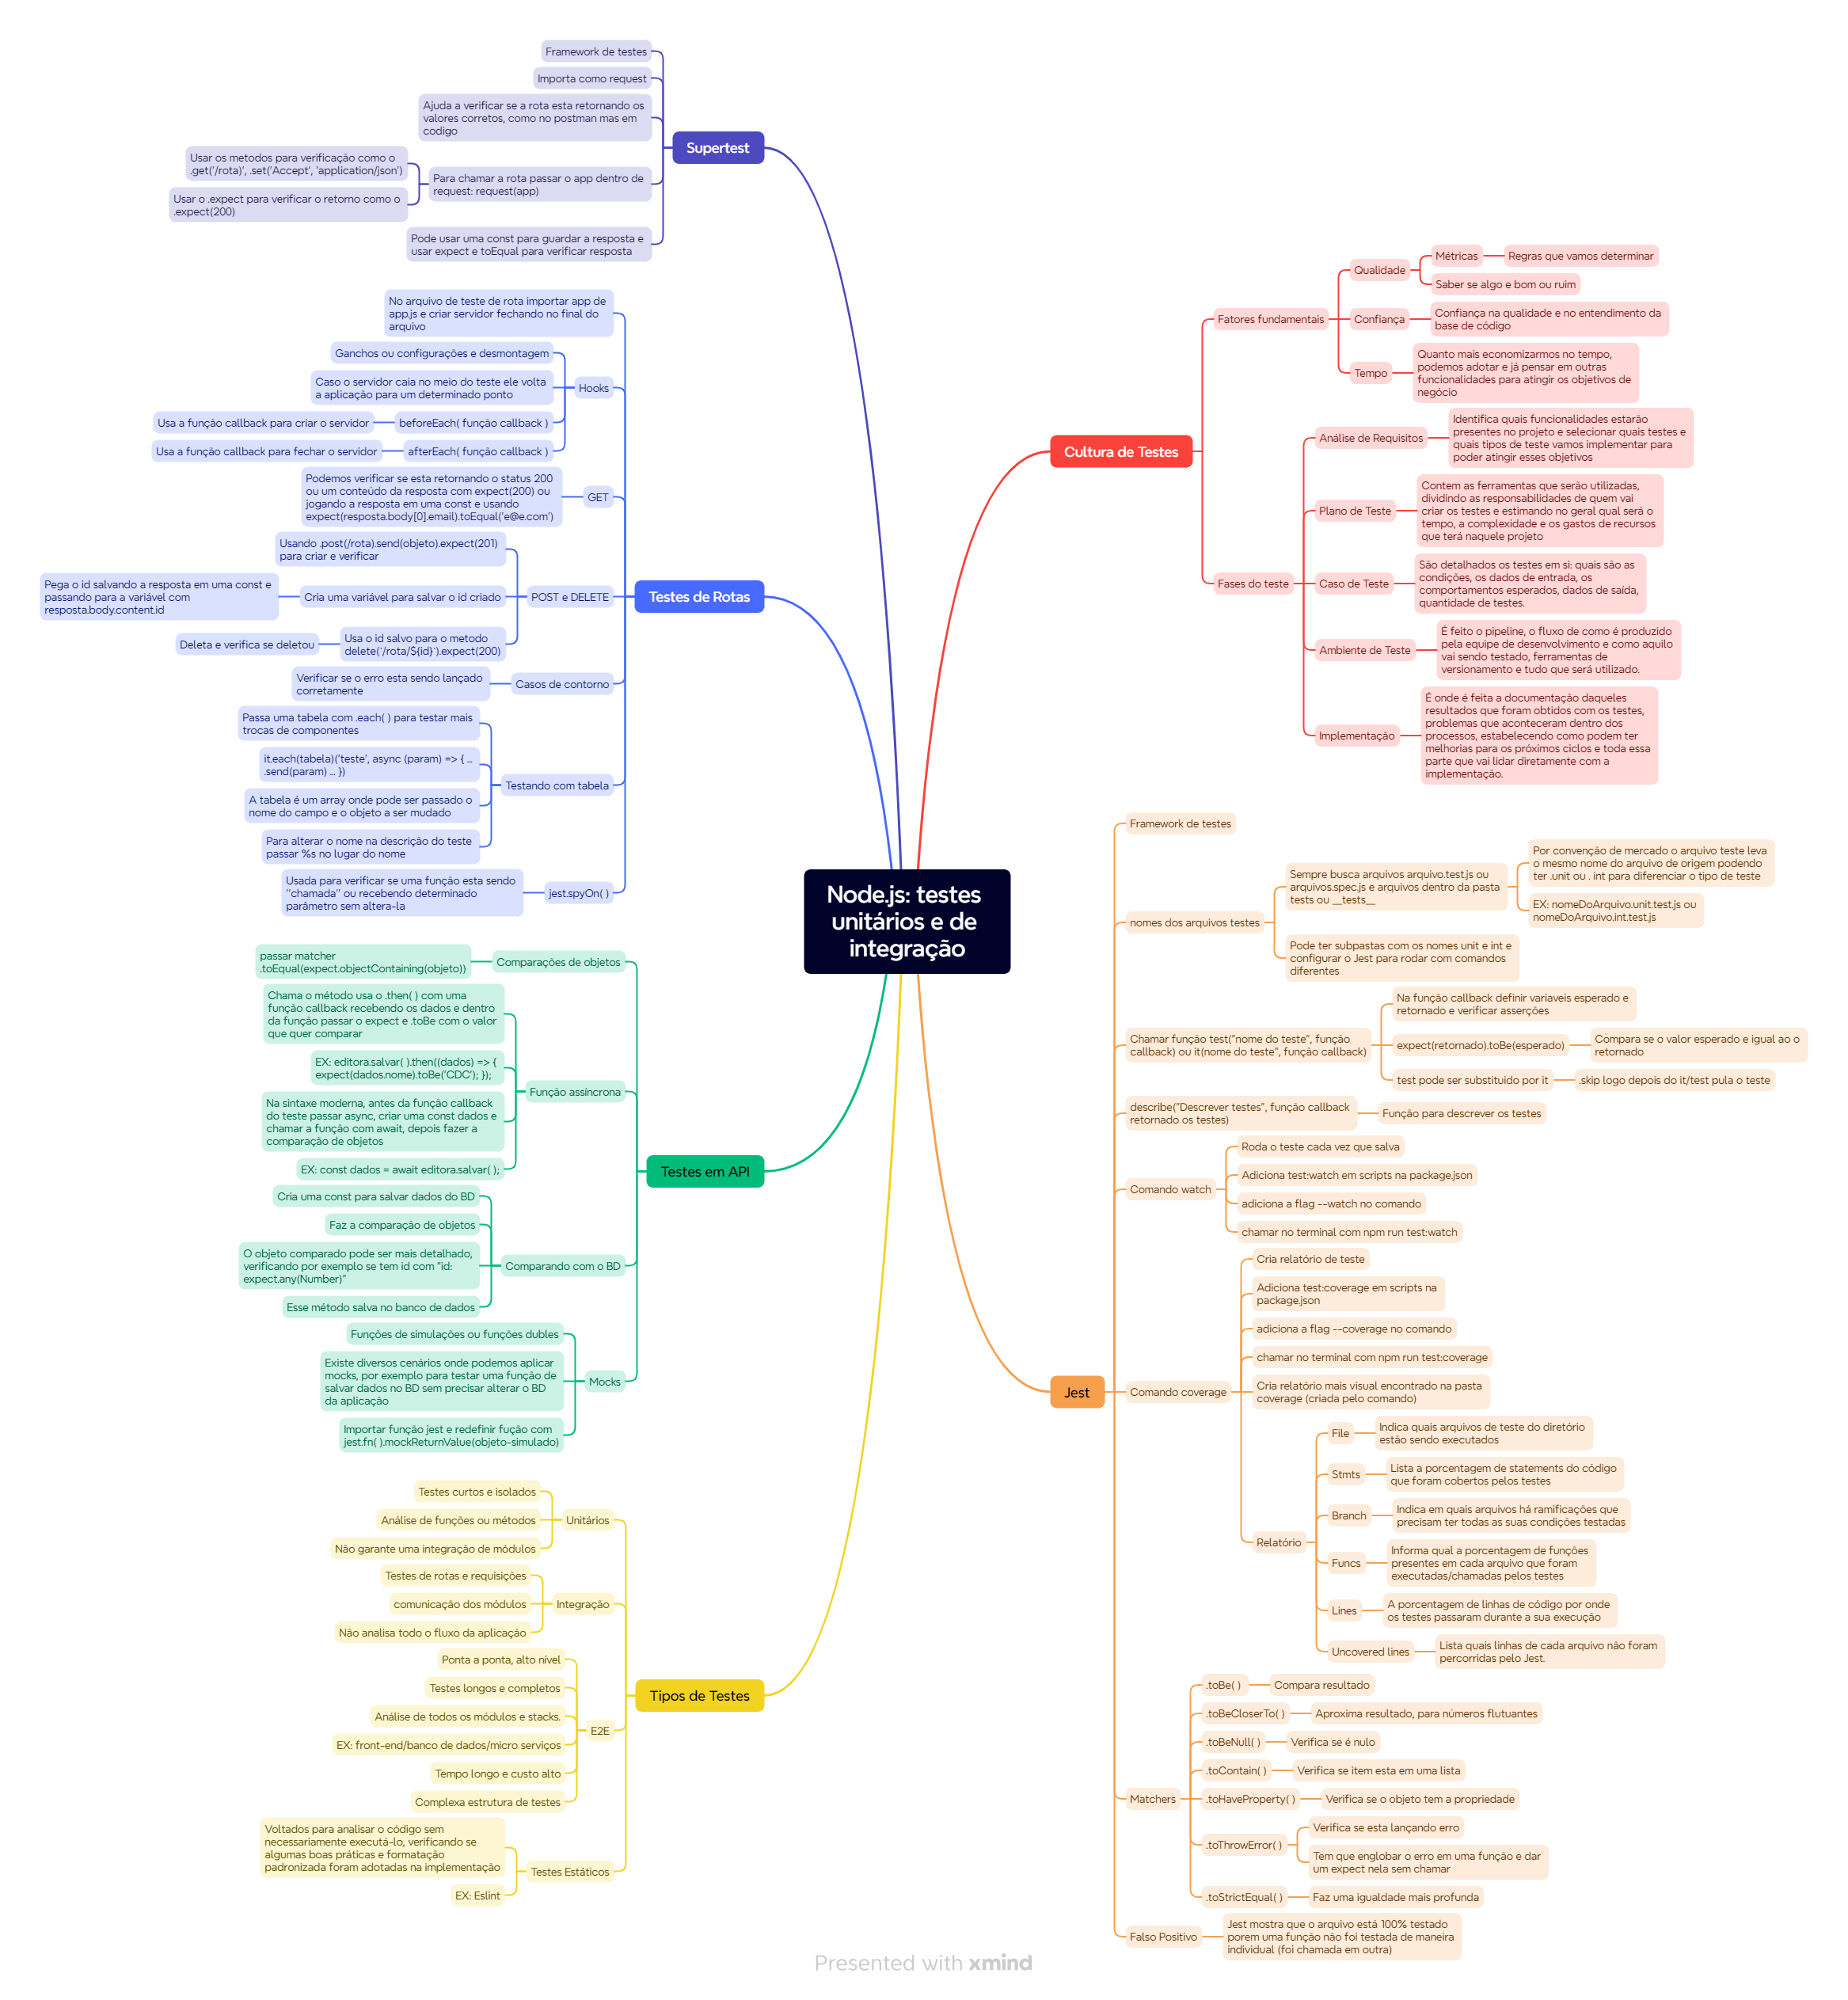 Node.js: testes
unitários e de
integração
Cultura de Testes
Fatores fundamentais
Qualidade
Métricas
Regras que vamos determinar
Saber se algo e bom ou ruim
Confiança
Confiança na qualidade e no entendimento da
base de código
Tempo
Quanto mais economizarmos no tempo,
podemos adotar e já pensar em outras
funcionalidades para atingir os objetivos de
negócio
Fases do teste
Análise de Requisitos
Identifica quais funcionalidades estarão
presentes no projeto e selecionar quais testes e
quais tipos de teste vamos implementar para
poder atingir esses objetivos
Plano de Teste
Contem as ferramentas que serão utilizadas,
dividindo as responsabilidades de quem vai
criar os testes e estimando no geral qual será o
tempo, a complexidade e os gastos de recursos
que terá naquele projeto
Caso de Teste
São detalhados os testes em si: quais são as
condições, os dados de entrada, os
comportamentos esperados, dados de saída,
quantidade de testes.
Ambiente de Teste
É feito o pipeline, o fluxo de como é produzido
pela equipe de desenvolvimento e como aquilo
vai sendo testado, ferramentas de
versionamento e tudo que será utilizado.
Implementação
É onde é feita a documentação daqueles
resultados que foram obtidos com os testes,
problemas que aconteceram dentro dos
processos, estabelecendo como podem ter
melhorias para os próximos ciclos e toda essa
parte que vai lidar diretamente com a
implementação.
Jest
Framework de testes
nomes dos arquivos testes
Sempre busca arquivos arquivo.test.js ou
arquivos.spec.js e arquivos dentro da pasta
tests ou __tests__
Por convenção de mercado o arquivo teste leva
o mesmo nome do arquivo de origem podendo
ter .unit ou . int para diferenciar o tipo de teste
EX: nomeDoArquivo.unit.test.js ou
nomeDoArquivo.int.test.js
Pode ter subpastas com os nomes unit e int e
configurar o Jest para rodar com comandos
diferentes
Chamar função test("nome do teste", função
callback) ou it(nome do teste", função callback)
Na função callback definir variaveis esperado e
retornado e verificar asserções
expect(retornado).toBe(esperado)
Compara se o valor esperado e igual ao o
retornado
test pode ser substituido por it
.skip logo depois do it/test pula o teste
describe("Descrever testes", função callback
retornado os testes)
Função para descrever os testes
Comando watch
Roda o teste cada vez que salva
Adiciona test:watch em scripts na package.json
adiciona a flag --watch no comando
chamar no terminal com npm run test:watch
Comando coverage
Cria relatório de teste
Adiciona test:coverage em scripts na
package.json
adiciona a flag --coverage no comando
chamar no terminal com npm run test:coverage
Cria relatório mais visual encontrado na pasta
coverage (criada pelo comando)
Relatório
File
Indica quais arquivos de teste do diretório
estão sendo executados
Stmts
Lista a porcentagem de statements do código
que foram cobertos pelos testes
Branch
Indica em quais arquivos há ramificações que
precisam ter todas as suas condições testadas
Funcs
Informa qual a porcentagem de funções
presentes em cada arquivo que foram
executadas/chamadas pelos testes
Lines
A porcentagem de linhas de código por onde
os testes passaram durante a sua execução
Uncovered lines
Lista quais linhas de cada arquivo não foram
percorridas pelo Jest.
Matchers
.toBe( )
Compara resultado
.toBeCloserTo( )
Aproxima resultado, para números flutuantes
.toBeNull( )
Verifica se é nulo
.toContain( )
Verifica se item esta em uma lista
.toHaveProperty( )
Verifica se o objeto tem a propriedade
.toThrowError( )
Verifica se esta lançando erro
Tem que englobar o erro em uma função e dar
um expect nela sem chamar
.toStrictEqual( )
Faz uma igualdade mais profunda
Falso Positivo
Jest mostra que o arquivo está 100% testado
porem uma função não foi testada de maneira
individual (foi chamada em outra)
Supertest
Framework de testes
Importa como request
Ajuda a verificar se a rota esta retornando os
valores corretos, como no postman mas em
codigo
Para chamar a rota passar o app dentro de
request: request(app)
Usar os metodos para verificação como o
.get('/rota)', .set('Accept', 'application/json')
Usar o .expect para verificar o retorno como o
.expect(200)
Pode usar uma const para guardar a resposta e
usar expect e toEqual para verificar resposta
Testes de Rotas
No arquivo de teste de rota importar app de
app.js e criar servidor fechando no final do
arquivo
Hooks
Ganchos ou configurações e desmontagem
Caso o servidor caia no meio do teste ele volta
a aplicação para um determinado ponto
beforeEach( função callback )
Usa a função callback para criar o servidor
afterEach( função callback )
Usa a função callback para fechar o servidor
GET
Podemos verificar se esta retornando o status 200
ou um conteúdo da resposta com expect(200) ou
jogando a resposta em uma const e usando
expect(resposta.body[0].email).toEqual('e@e.com')
POST e DELETE
Usando .post(/rota).send(objeto).expect(201)
para criar e verificar
Cria uma variável para salvar o id criado
Pega o id salvando a resposta em uma const e
passando para a variável com
resposta.body.content.id
Usa o id salvo para o metodo
delete(`/rota/${id}`).expect(200)
Deleta e verifica se deletou
Casos de contorno
Verificar se o erro esta sendo lançado
corretamente
Testando com tabela
Passa uma tabela com .each( ) para testar mais
trocas de componentes
it.each(tabela)('teste', async (param) => { ...
.send(param) ... })
A tabela é um array onde pode ser passado o
nome do campo e o objeto a ser mudado
Para alterar o nome na descrição do teste
passar %s no lugar do nome
jest.spyOn( )
Usada para verificar se uma função esta sendo
"chamada" ou recebendo determinado
parâmetro sem altera-la
Testes em API
Comparações de objetos
passar matcher
.toEqual(expect.objectContaining(objeto))
Função assíncrona
Chama o método usa o .then( ) com uma
função callback recebendo os dados e dentro
da função passar o expect e .toBe com o valor
que quer comparar
EX: editora.salvar( ).then((dados) => {
expect(dados.nome).toBe('CDC'); });
Na sintaxe moderna, antes da função callback
do teste passar async, criar uma const dados e
chamar a função com await, depois fazer a
comparação de objetos
EX: const dados = await editora.salvar( );
Comparando com o BD
Cria uma const para salvar dados do BD
Faz a comparação de objetos
O objeto comparado pode ser mais detalhado,
verificando por exemplo se tem id com "id:
expect.any(Number)"
Esse método salva no banco de dados
Mocks
Funções de simulações ou funções dubles
Existe diversos cenários onde podemos aplicar
mocks, por exemplo para testar uma função de
salvar dados no BD sem precisar alterar o BD
da aplicação
Importar função jest e redefinir fução com
jest.fn( ).mockReturnValue(objeto-simulado)
Tipos de Testes
Unitários
Testes curtos e isolados
Análise de funções ou métodos
Não garante uma integração de módulos
Integração
Testes de rotas e requisições
comunicação dos módulos
Não analisa todo o fluxo da aplicação
E2E
Ponta a ponta, alto nível
Testes longos e completos
Análise de todos os módulos e stacks.
EX: front-end/banco de dados/micro serviços
Tempo longo e custo alto
Complexa estrutura de testes
Testes Estáticos
Voltados para analisar o código sem
necessariamente executá-lo, verificando se
algumas boas práticas e formatação
padronizada foram adotadas na implementação
EX: Eslint
Presented with xmind